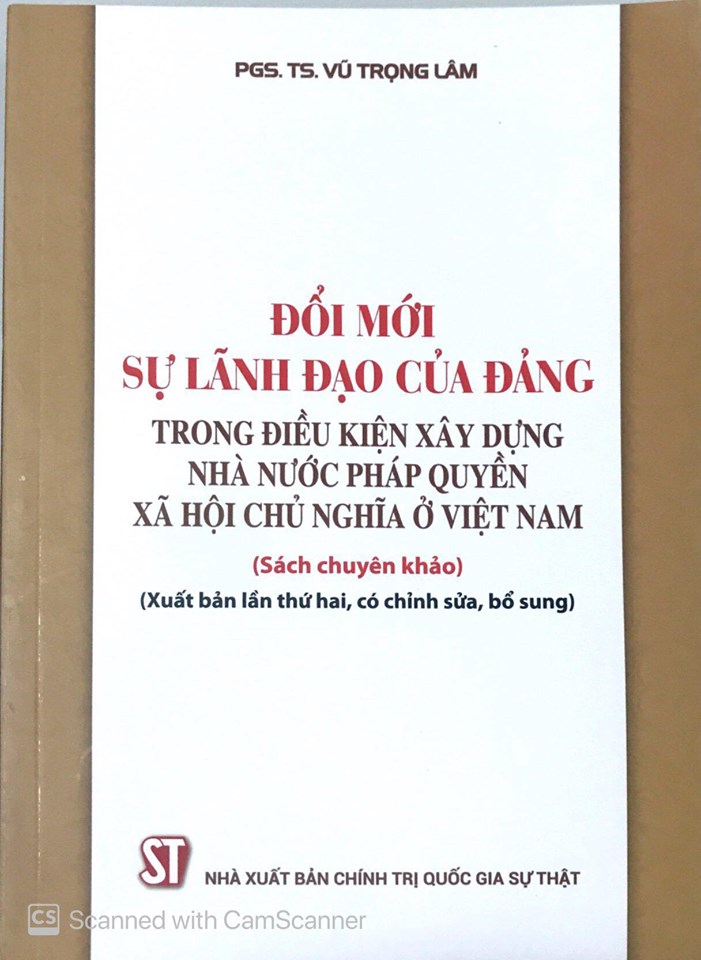 PGS. TS. VŨ TRỌNG LÂM
ĐỔI MỚI
SỰ LÃNH ĐẠO CỦA ĐẢNG
TRONG ĐIỀU KIỆN XÂY DỰNG
NHÀ NƯỚC PHÁP QUYỀN
XÃ HỘI CHỦ NGHĨA Ở VIỆT NAM
(Sách chuyên khảo)
(Xuất bản lần thứ hai, có chỉnh sửa, bổ sung)
ST
NHÀ XUẤT BẢN CHÍNH TRỊ QUỐC GIA SỰ THẬT
CS Scanned with CamScanner